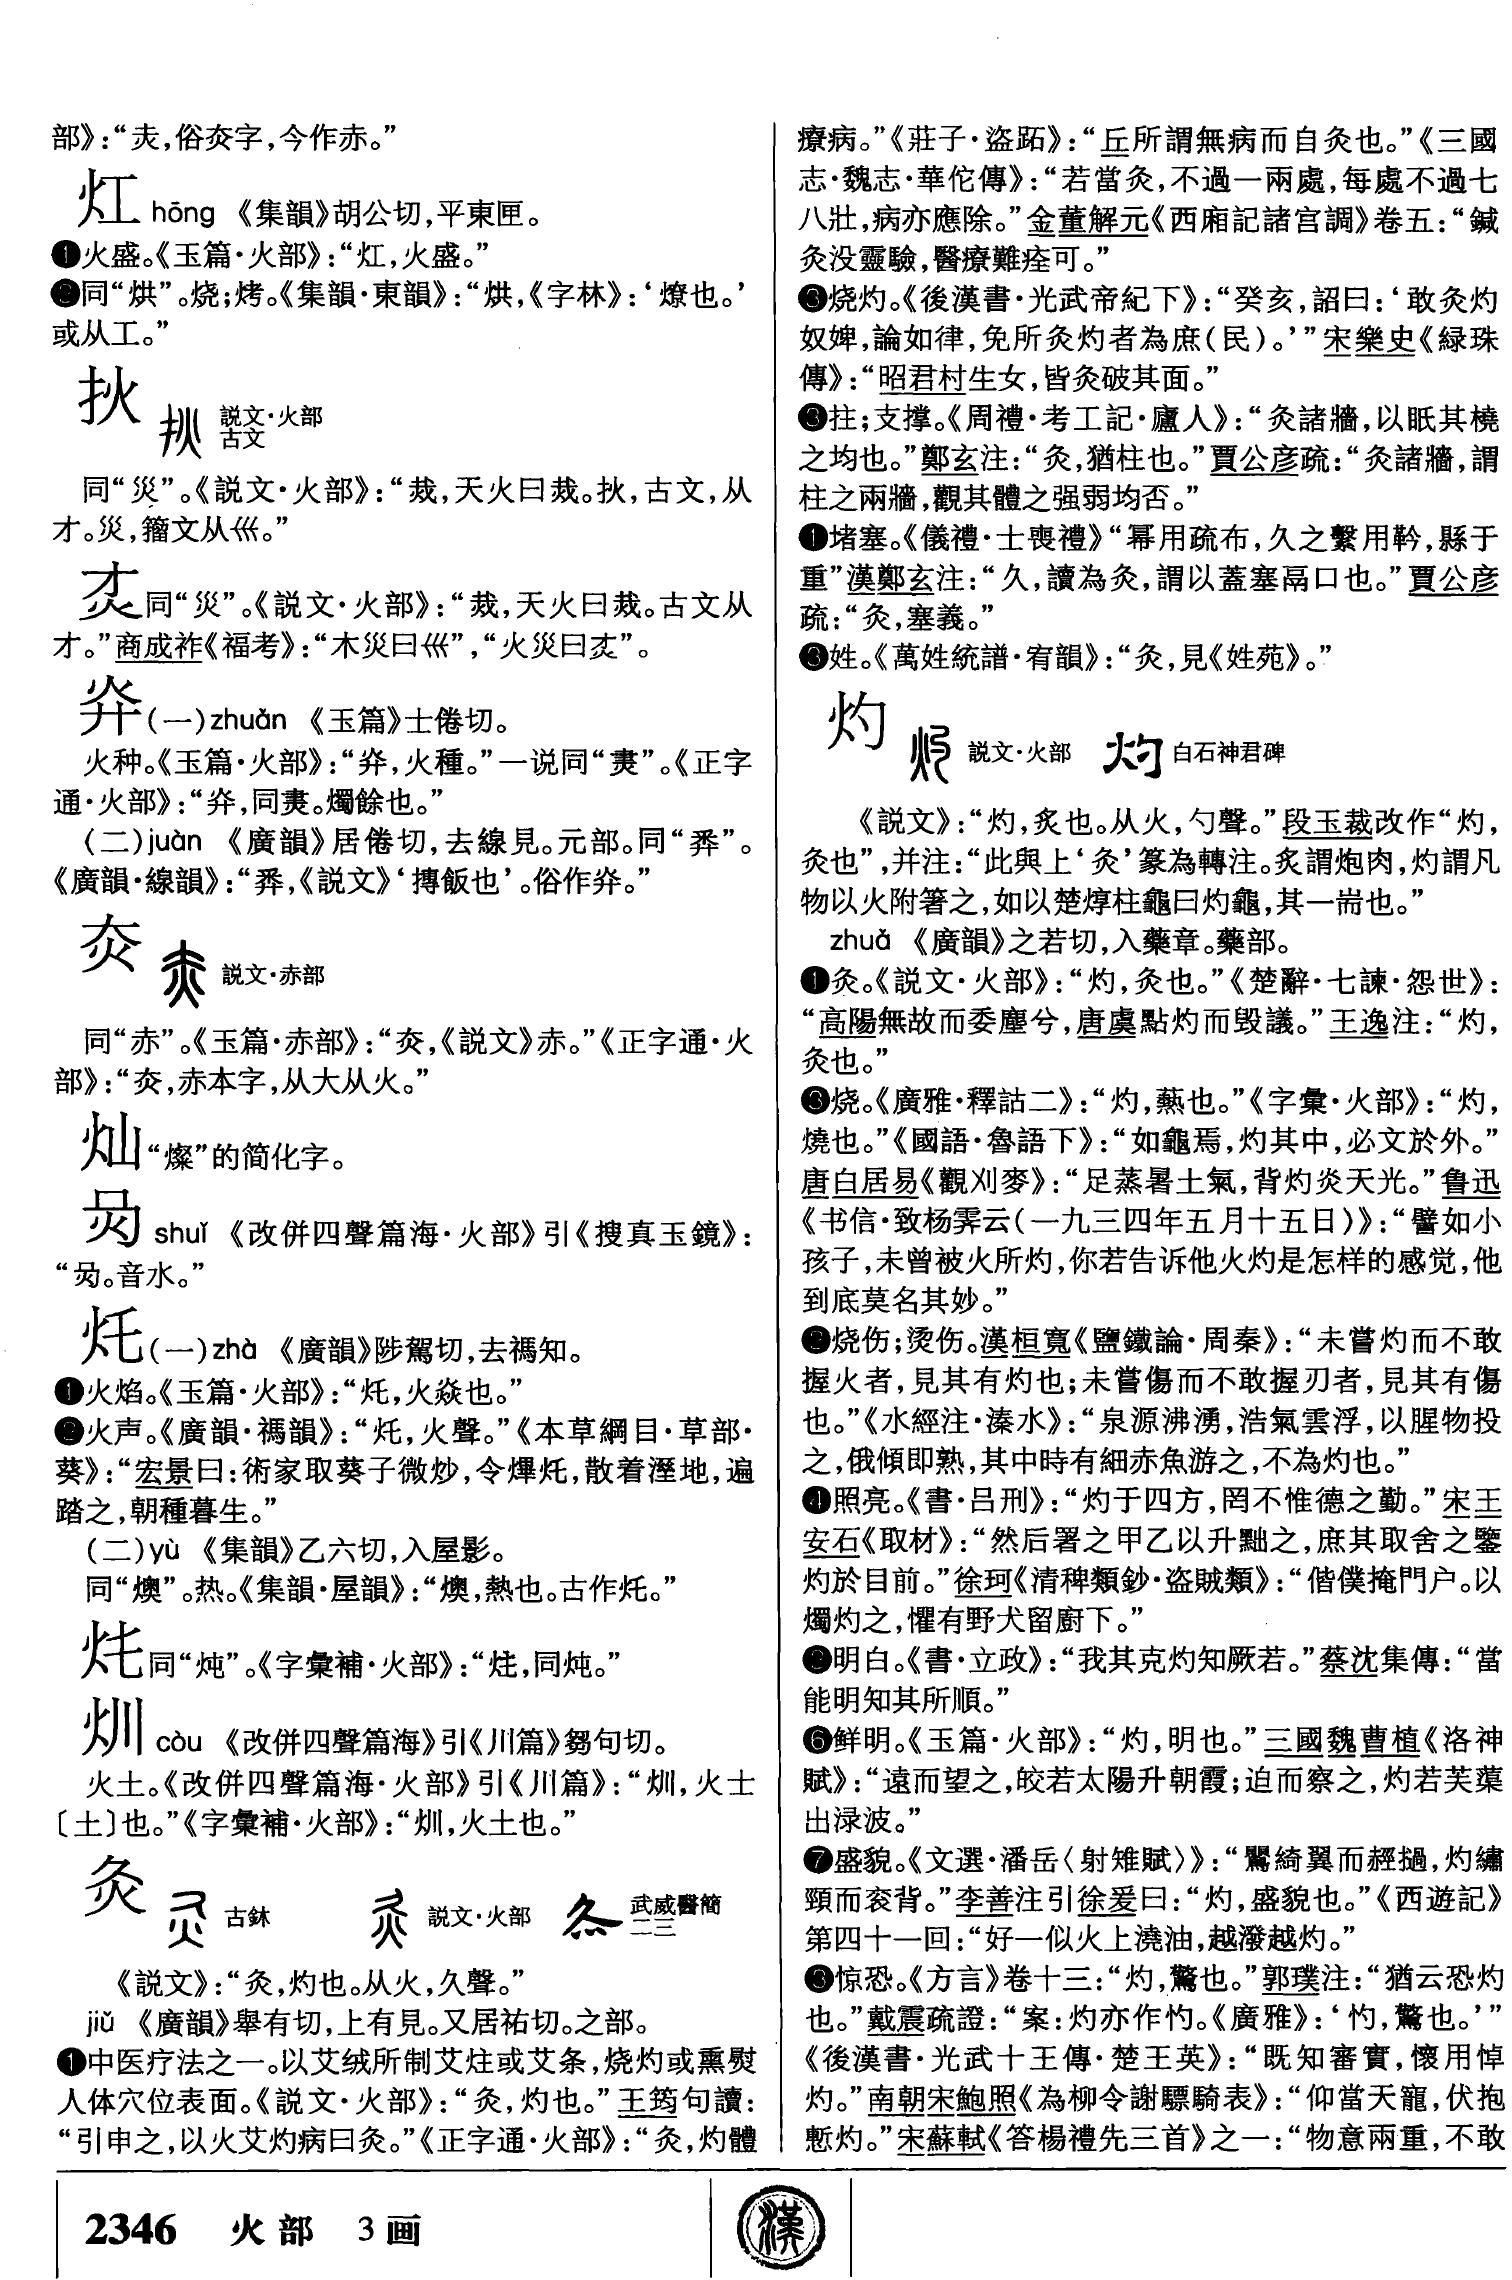 部》：“灻，俗烾字，今作赤。”
灴 hōng 《集韻》胡公切，平東匣。
❶火盛。《玉篇·火部》：“灴，火盛。”
❷同“烘”。烧；烤。《集韻·東韻》：“烘，《字林》：‘燎也。’
或从工。”
扻 説文·火部
古文
同“災”。《説文·火部》：“烖，天火曰烖。扻，古文，从
才。災，籀文从巛。”
灾 同“災”。《説文·火部》：“烖，天火曰烖。古文从
才。”商成祚《福考》：“木災曰巛”，“火災曰”。
灷(一)zhuǎn 《玉篇》士倦切。
火种。《玉篇·火部》：“灷，火種。”一说同“㶳”。《正字
通·火部》：“灷，同㶳。燭餘也。”
(二)juàn 《廣韻》居倦切，去線見。元部。同“𢍏”。
《廣韻·線韻》：“𢍏，《説文》‘摶飯也’。俗作灷。”
灻 説文·赤部
同“赤”。《玉篇·赤部》：“灻，《説文》赤。”《正字通·火
部》：“灻，赤本字，从大从火。”
灿“燦”的简化字。
shuǐ 《改併四聲篇海·火部》引《搜真玉鏡》：
“。音水。”
灹(一)zhà 《廣韻》陟駕切，去禡知。
❶火焰。《玉篇·火部》：“灹，火焱也。”
❷火声。《廣韻·禡韻》：“灹，火聲。”《本草綱目·草部·
葵》：“宏景曰：術家取葵子微炒，令熚灹，散着溼地，遍
踏之，朝種暮生。”
(二)yù 《集韻》乙六切，入屋影。
同“燠”。热。《集韻·屋韻》：“燠，熱也。古作灹。”
同“炖”。《字彙補·火部》：“，同炖。”
𤆁 còu 《改併四聲篇海》引《川篇》芻句切。
火土。《改併四聲篇海·火部》引《川篇》：“𤆁，火士
〔土〕也。”《字彙補·火部》：“𤆁，火土也。”
灸 古鉥 説文·火部 武威醫簡
二三
《説文》：“灸，灼也。从火，久聲。”
jiǔ 《廣韻》舉有切，上有見。又居祐切。之部。
❶中医疗法之一。以艾绒所制艾炷或艾条，烧灼或熏熨
人体穴位表面。《説文·火部》：“灸，灼也。”王筠句讀：
“引申之，以火艾灼病曰灸。”《正字通·火部》：“灸，灼體
療病。”《莊子·盜跖》：“丘所謂無病而自灸也。”《三國
志·魏志·華佗傳》：“若當灸，不過一兩處，每處不過七
八壯，病亦應除。”金董解元《西廂記諸宫調》卷五：“鍼
灸没靈驗，醫療難痊可。”
❸烧灼。《後漢書·光武帝紀下》：“癸亥，詔曰：‘敢灸灼
奴婢，論如律，免所灸灼者為庶(民)。’”宋樂史《緑珠
傳》：“昭君村生女，皆灸破其面。”
❸拄；支撑。《周禮·考工記·廬人》：“灸諸牆，以眂其橈
之均也。”鄭玄注：“灸，猶柱也。”賈公彦疏：“灸諸牆，謂
柱之兩牆，觀其體之强弱均否。”
❶堵塞。《儀禮·士喪禮》“幂用疏布，久之繫用靲，縣于
重”漢鄭玄注：“久，讀為灸，謂以蓋塞鬲口也。”賈公彦
疏：“灸，塞義。”
❸姓。《萬姓統譜·宥韻》：“灸，見《姓苑》。”
灼 説文·火部 白石神君碑
《説文》：“灼，炙也。从火，勺聲。”段玉裁改作“灼，
灸也”，并注：“此與上‘灸’篆為轉注。炙謂炮肉，灼謂凡
物以火附箸之，如以楚焞柱龜曰灼龜，其一耑也。”
zhuǎ 《廣韻》之若切，入藥章。藥部。
❶灸。《説文·火部》：“灼，灸也。”《楚辭·七諫·怨世》：
“高陽無故而委塵兮，唐虞點灼而毁議。”王逸注：“灼，
灸也。”
❸烧。《廣雅·釋詁二》：“灼，爇也。”《字彙·火部》：“灼，
燒也。”《國語·魯語下》：“如龜焉，灼其中，必文於外。”
唐白居易《觀刈麥》：“足蒸暑土氣，背灼炎天光。”鲁迅
《书信·致杨霁云(一九三四年五月十五日)》：“譬如小
孩子，未曾被火所灼，你若告诉他火灼是怎样的感觉，他
到底莫名其妙。”
❷烧伤；烫伤。漢桓寬《鹽鐵論·周秦》：“未嘗灼而不敢
握火者，見其有灼也；未嘗傷而不敢握刃者，見其有傷
也。”《水經注·溱水》：“泉源沸湧，浩氣雲浮，以腥物投
之，俄傾即熟，其中時有細赤魚游之，不為灼也。”
❹照亮。《書·吕刑》：“灼于四方，罔不惟德之勤。”宋王
安石《取材》：“然后署之甲乙以升黜之，庶其取舍之鑒
灼於目前。”徐珂《清稗類鈔·盗賊類》：“偕僕掩門户。以
燭灼之，懼有野犬留廚下。”
❷明白。《書·立政》：“我其克灼知厥若。”蔡沈集傳：“當
能明知其所順。”
❻鲜明。《玉篇·火部》：“灼，明也。”三國魏曹植《洛神
賦》：“遠而望之，皎若太陽升朝霞；迫而察之，灼若芙蕖
出渌波。”
❼盛貌。《文選·潘岳〈射雉賦〉》：“鷖綺翼而䞓撾，灼繡
頸而衮背。”李善注引徐爰曰：“灼，盛貌也。”《西遊記》
第四十一回：“好一似火上澆油，越潑越灼。”
❸惊恐。《方言》卷十三：“灼，驚也。”郭璞注：“猶云恐灼
也。”戴震疏證：“案：灼亦作汋。《廣雅》：‘灼，驚也。’”
《後漢書·光武十王傳·楚王英》：“既知審實，懷用悼
灼。”南朝宋鮑照《為柳令謝驃騎表》：“仰當天寵，伏抱
慙灼。”宋蘇軾《答楊禮先三首》之一：“物意兩重，不敢
2346 火部 3画
漢